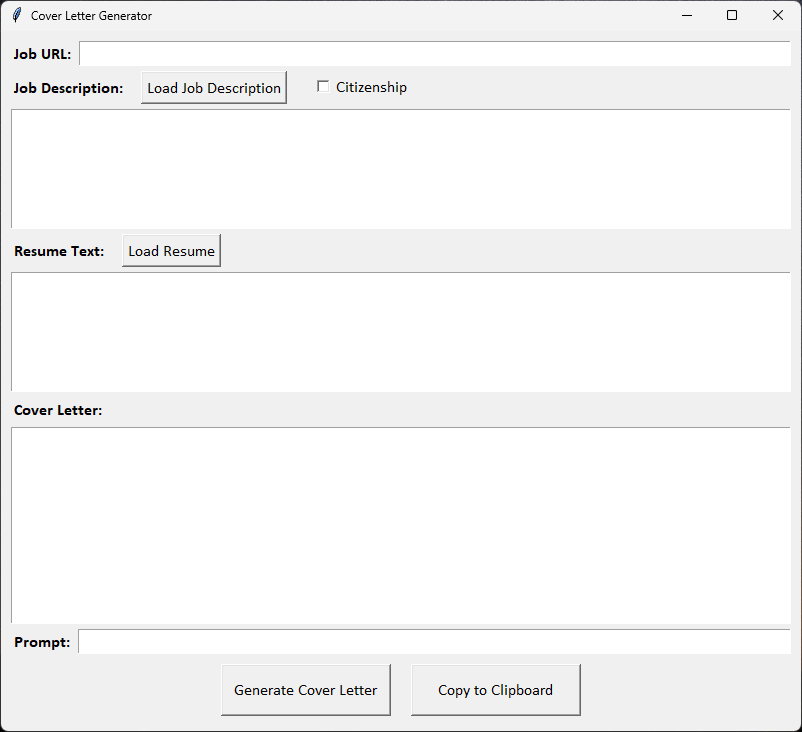 Cover Letter Generator
Job URL:
Job Description: Load Job Description Citizenship
Resume Text: Load Resume
Cover Letter:
Prompt:
Generate Cover Letter Copy to Clipboard